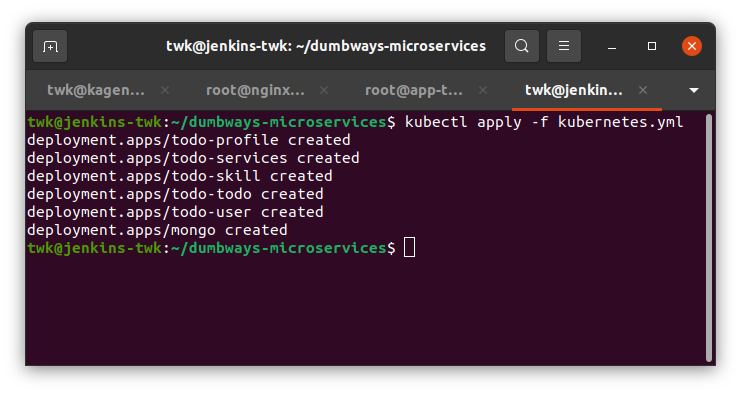 twk@jenkins-twk: ~/dumbways-microservices
twk@kagen...
root@nginx...
root@app-t...
twk@jenkin...
twk@jenkins-twk:~/dumbways-microservices$ kubectl apply -f kubernetes.yml
deployment.apps/todo-profile created
deployment.apps/todo-services created
deployment.apps/todo-skill created
deployment.apps/todo-todo created
deployment.apps/todo-user created
deployment.apps/mongo created
twk@jenkins-twk:~/dumbways-microservices$